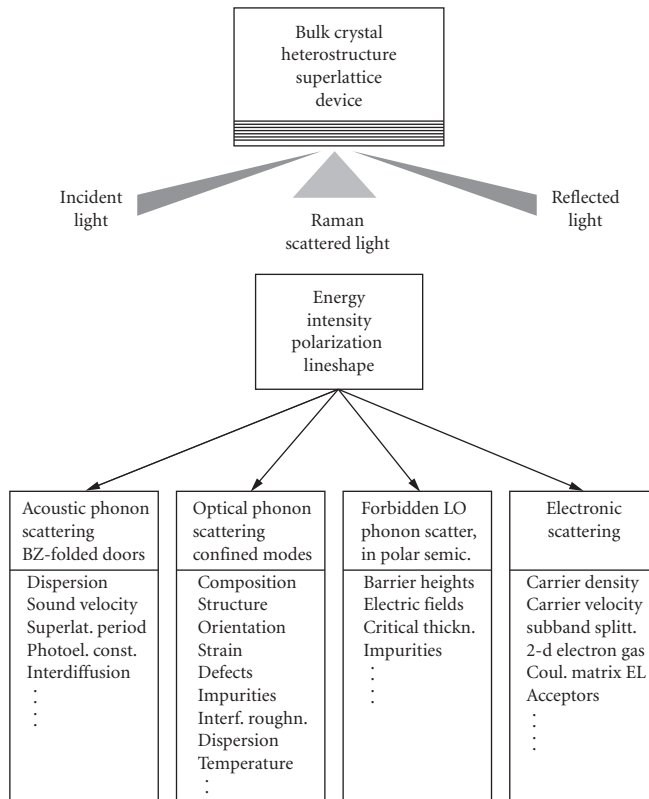 Bulk crystal
heterostructure
superlattice
device
Incident
light
Raman
scattered light
Reflected
light
Energy
intensity
polarization
lineshape
Acoustic phonon
scattering
BZ-folded doors
Dispersion
Sound velocity
Superlat. period
Photoel. const.
Interdiffusion
Optical phonon
scattering
confined modes
Composition
Structure
Orientation
Strain
Defects
Impurities
Interf. roughn.
Dispersion
Temperature
Forbidden LO
phonon scatter,
in polar semic.
Barrier heights
Electric fields
Critical thickn.
Impurities
Electronic
scattering
Carrier density
Carrier velocity
subband splitt.
2-d electron gas
Coul. matrix EL
Acceptors